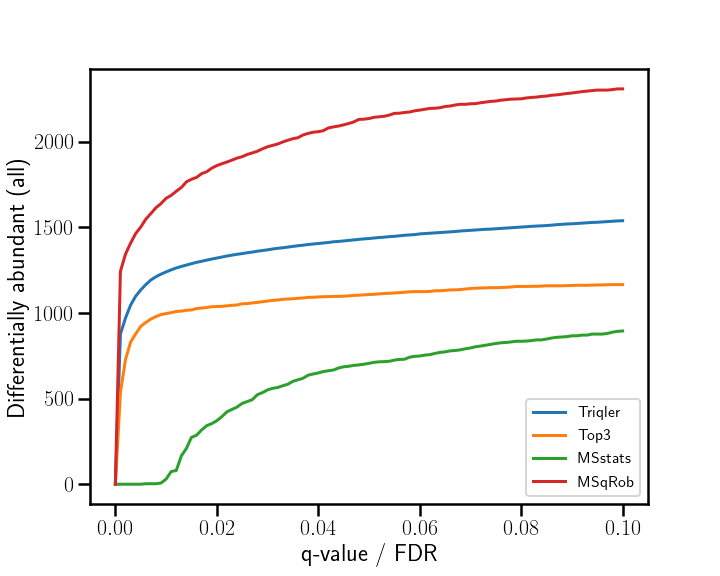 Differentially abundant (all)
2000
1500
1000
500
0
0.00 0.02 0.04 0.06 0.08 0.10
q-value / FDR
Triqler
Top3
MSstats
MSqRob